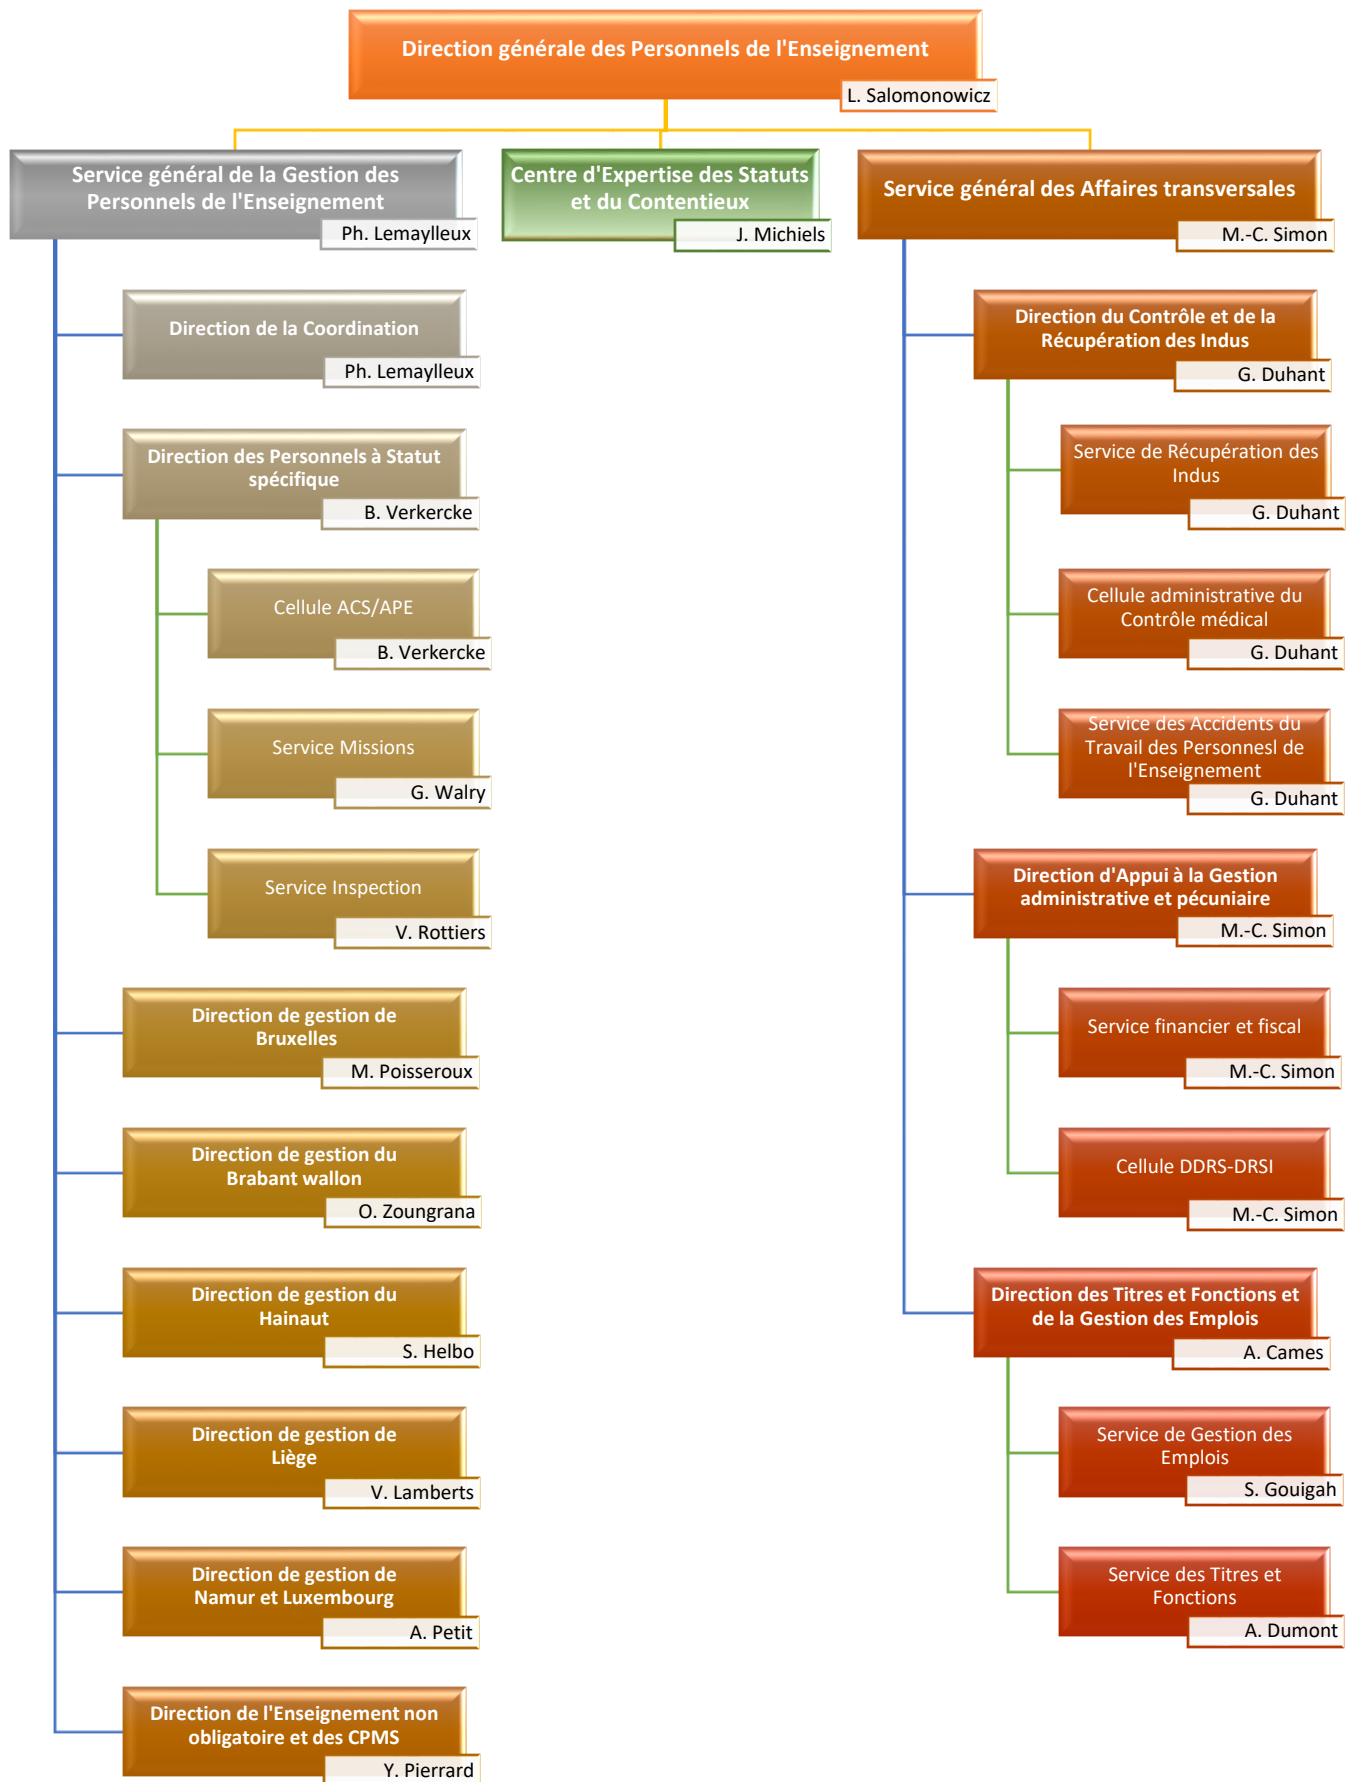 Direction générale des Personnels de l'Enseignement
L. Salomonowicz
Service général de la Gestion des
Personnels de l'Enseignement
Ph. Lemaylleux
Centre d'Expertise des Statuts
et du Contentieux
J. Michiels
Service général des Affaires transversales
M.-C. Simon
Direction de la Coordination
Ph. Lemaylleux
Direction des Personnels à Statut
spécifique
B. Verkercke
Cellule ACS/APE
B. Verkercke
Service Missions
G. Walry
Service Inspection
V. Rottiers
Direction de gestion de
Bruxelles
M. Poisseroux
Direction de gestion du
Brabant wallon
O. Zoungrana
Direction de gestion du
Hainaut
S. Helbo
Direction de gestion de
Liège
V. Lamberts
Direction de gestion de
Namur et Luxembourg
A. Petit
Direction de l'Enseignement non
obligatoire et des CPMS
Y. Pierrard
Direction du Contrôle et de la
Récupération des Indus
G. Duhant
Service de Récupération des
Indus
G. Duhant
Cellule administrative du
Contrôle médical
G. Duhant
Service des Accidents du
Travail des Personnesl de
l'Enseignement
G. Duhant
Direction d'Appui à la Gestion
administrative et pécuniaire
M.-C. Simon
Service financier et fiscal
M.-C. Simon
Cellule DDRS-DRSI
M.-C. Simon
Direction des Titres et Fonctions et
de la Gestion des Emplois
A. Cames
Service de Gestion des
Emplois
S. Gouigah
Service des Titres et
Fonctions
A. Dumont